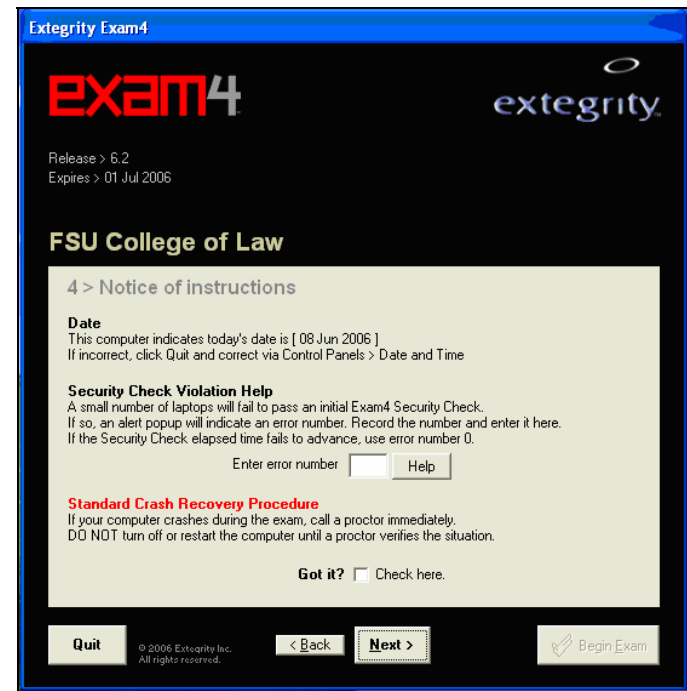 Extegrity Exam4
exam4
extegrity
Release > 6.2
Expires > 01 Jul 2006
FSU College of Law
4 > Notice of instructions
Date
This computer indicates today's date is [ 08 Jun 2006 ]
If incorrect, click Quit and correct via Control Panels > Date and Time
Security Check Violation Help
A small number of laptops will fail to pass an initial Exam4 Security Check.
If so, an alert popup will indicate an error number. Record the number and enter it here.
If the Security Check elapsed time fails to advance, use error number 0.
Enter error number Help
Standard Crash Recovery Procedure
If your computer crashes during the exam, call a proctor immediately.
DO NOT turn off or restart the computer until a proctor verifies the situation.
Got it? Check here.
Quit
© 2006 Extegrity Inc.
All rights reserved.
< Back Next > Begin Exam